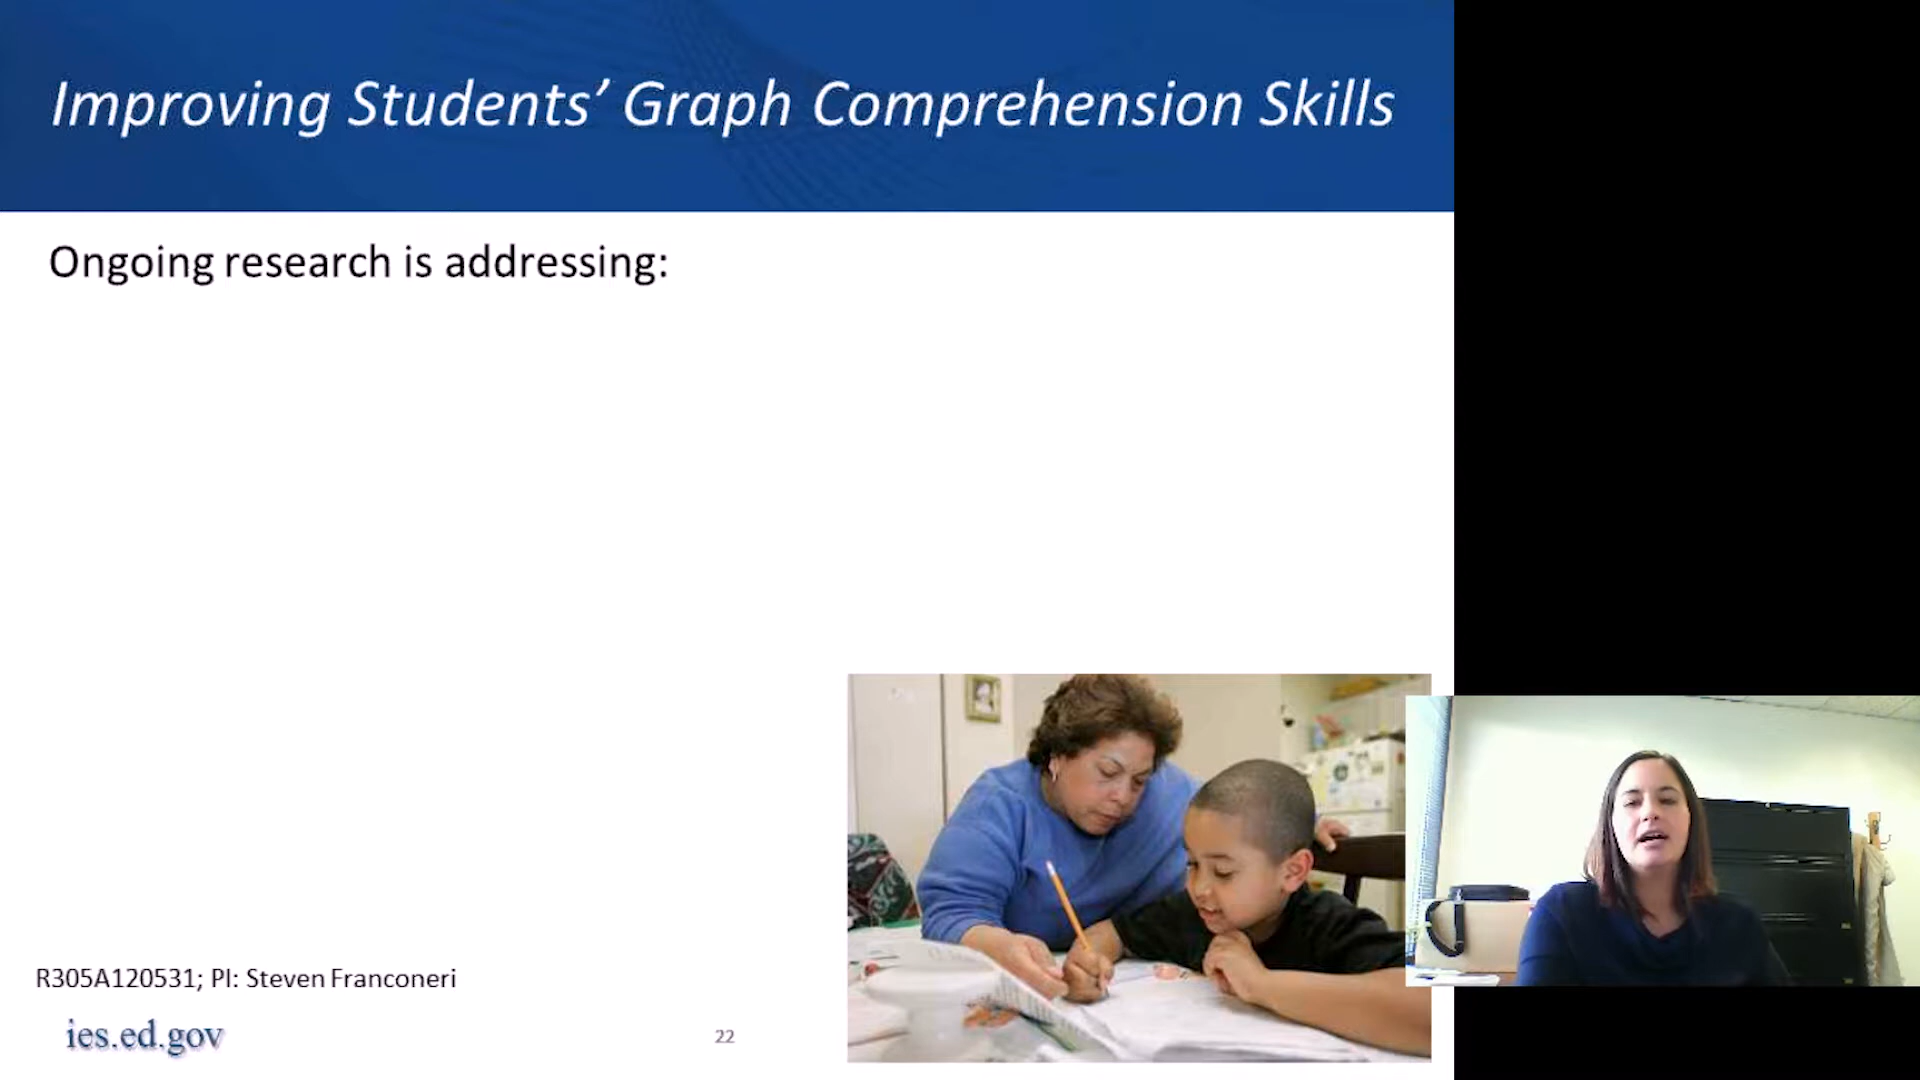 Improving Students’ Graph Comprehension Skills
Ongoing research is addressing:
R305A120531; PI: Steven Franconeri
ies.ed.gov
22